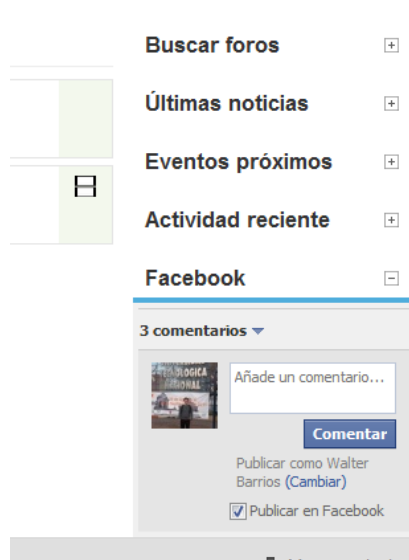 Buscar foros
Últimas noticias
Eventos próximos
Actividad reciente
Facebook
3 comentarios
Añade un comentario...
Comentar
Publicar como Walter
Barrios (Cambiar)
Publicar en Facebook